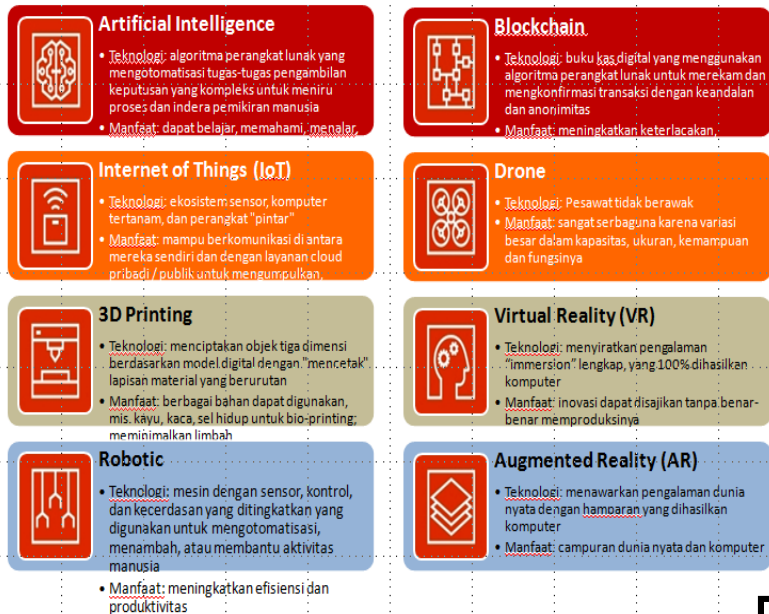 Artificial Intelligence
• Teknologi: algoritma perangkat lunak yang
mengotomatisasi tugas-tugas pengambilan
keputusan yang kompleks untuk meniru
proses dan indera pemikiran manusia
• Manfaat: dapat belajar, memahami, menalar,
Blockchain
• Teknologi: buku kas digital yang menggunakan
algoritma perangkat lunak untuk merekam dan
mengkonfirmasi transaksi dengan keandalan
dan anonimitas
• Manfaat: meningkatkan keterlacakan,
Internet of Things (IoT)
• Teknologi: ekosistem sensor, komputer
tertanam, dan perangkat "pintar"
• Manfaat: mampu berkomunikasi di antara
mereka sendiri dan dengan layanan cloud
pribadi / publik untuk mengumpulkan,
Drone
• Teknologi: Pesawat tidak berawak
• Manfaat: sangat serbaguna karena variasi
besar dalam kapasitas, ukuran, kemampuan
dan fungsinya
3D Printing
• Teknologi: menciptakan objek tiga dimensi
berdasarkan model digital dengan "mencetak"
lapisan material yang berurutan
• Manfaat: berbagai bahan dapat digunakan,
mis. kayu, kaca, sel hidup untuk bio-printing;
meminimalkan limbah
Virtual Reality (VR)
• Teknologi: menyiratkan pengalaman
“immersion” lengkap, yang 100% dihasilkan
komputer
• Manfaat: inovasi dapat disajikan tanpa benar-
benar memproduksinya
Robotic
• Teknologi: mesin dengan sensor, kontrol,
dan kecerdasan yang ditingkatkan yang
digunakan untuk mengotomatisasi,
menambah, atau membantu aktivitas
manusia
• Manfaat: meningkatkan efisiensi dan
produktivitas
Augmented Reality (AR)
• Teknologi: menawarkan pengalaman dunia
nyata dengan hamparan yang dihasilkan
komputer
• Manfaat: campuran dunia nyata dan komputer